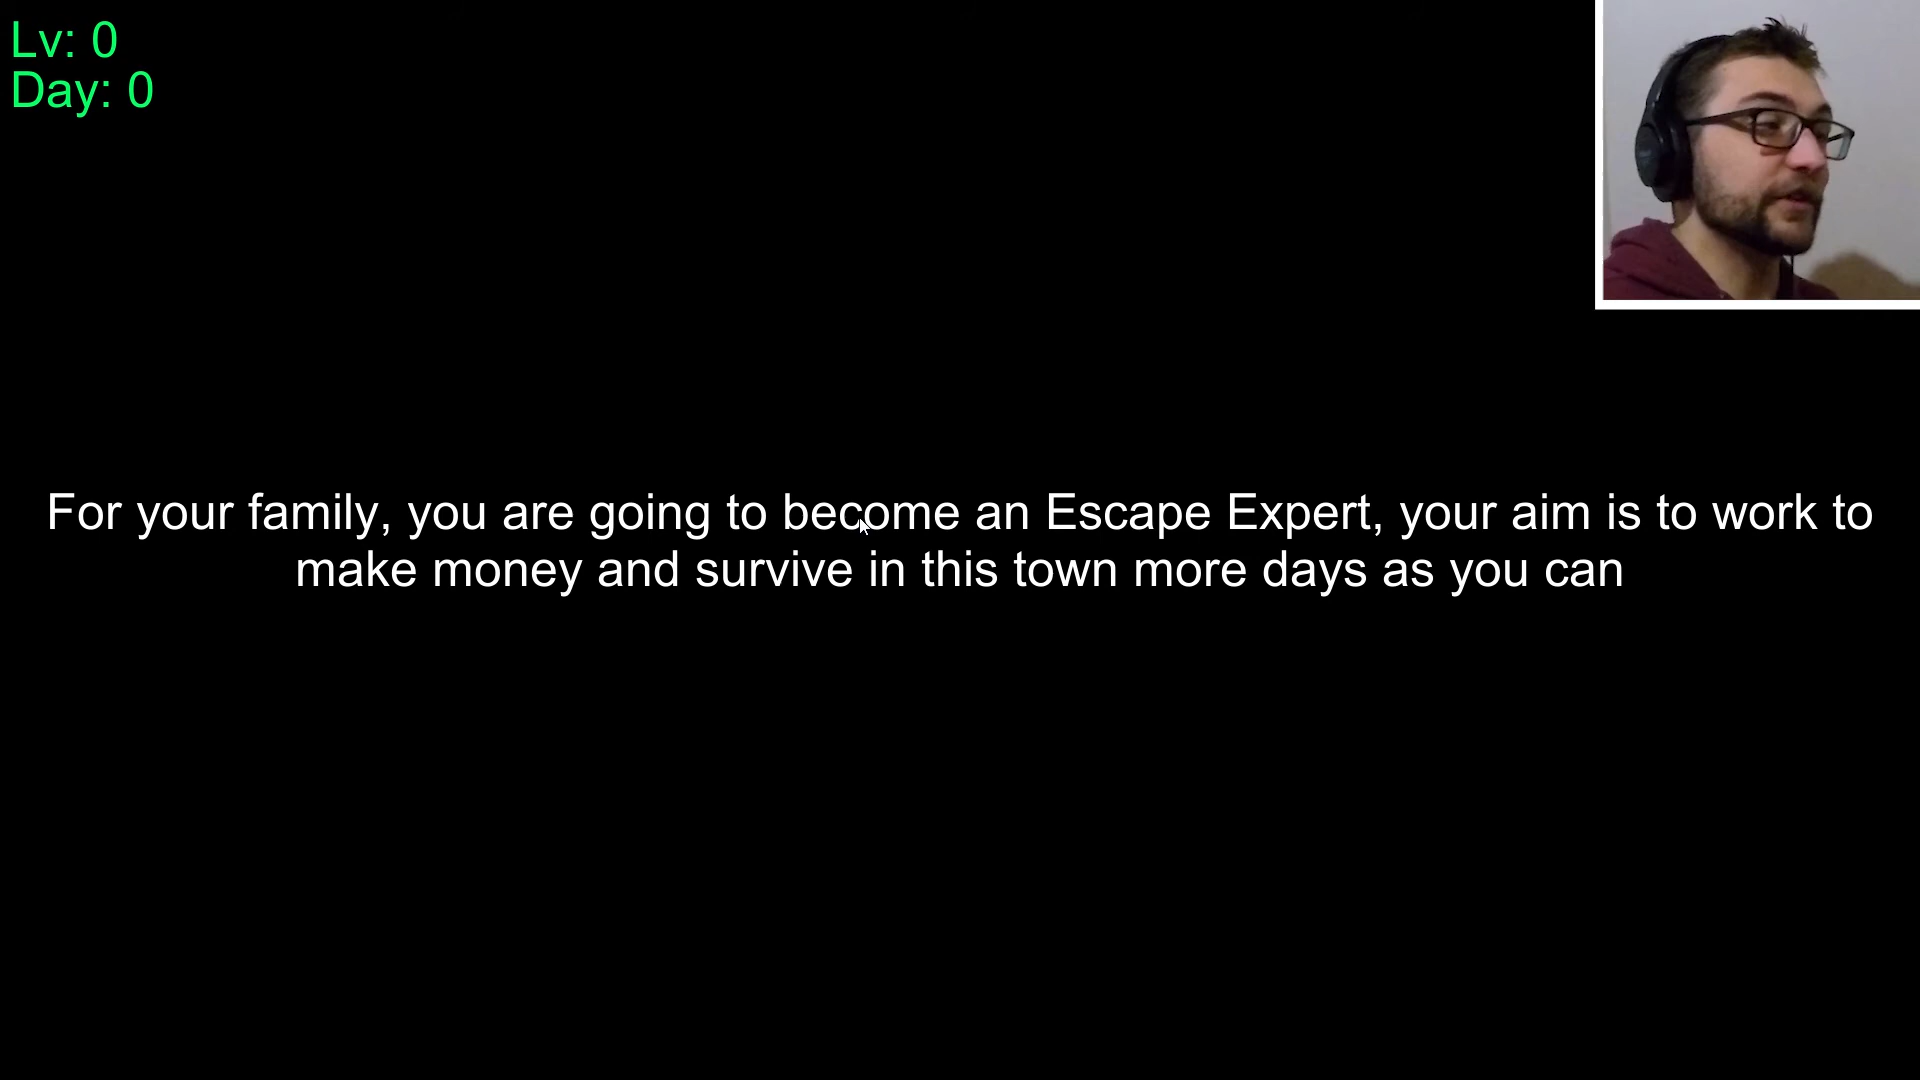 Lv: 0
Day: 0
For your family, you are going to become an Escape Expert, your aim is to work to
make money and survive in this town more days as you can